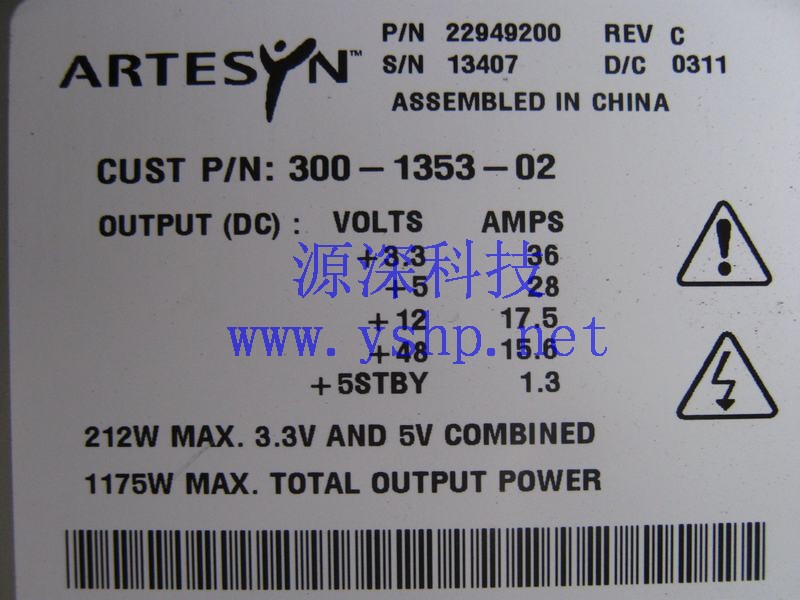 ARTESYN™
P/N 22949200 REV C
S/N 13407 D/C 0311
ASSEMBLED IN CHINA
CUST P/N: 300-1353-02
OUTPUT (DC) : VOLTS AMPS
+3.3 36
+5 28
+12 17.5
+48 15.6
+5STBY 1.3
源深科技
www.yshp.net
212W MAX. 3.3V AND 5V COMBINED
1175W MAX. TOTAL OUTPUT POWER